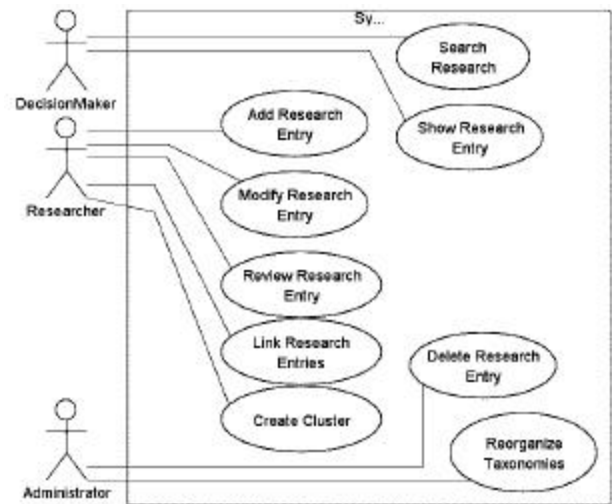 Sy...
Search
Research
DecisionMaker
Add Research
Entry
Show Research
Entry
Modify Research
Entry
Researcher
Review Research
Entry
Link Research
Entries
Delete Research
Entry
Create Cluster
Reorganize
Taxonomies
Administrator